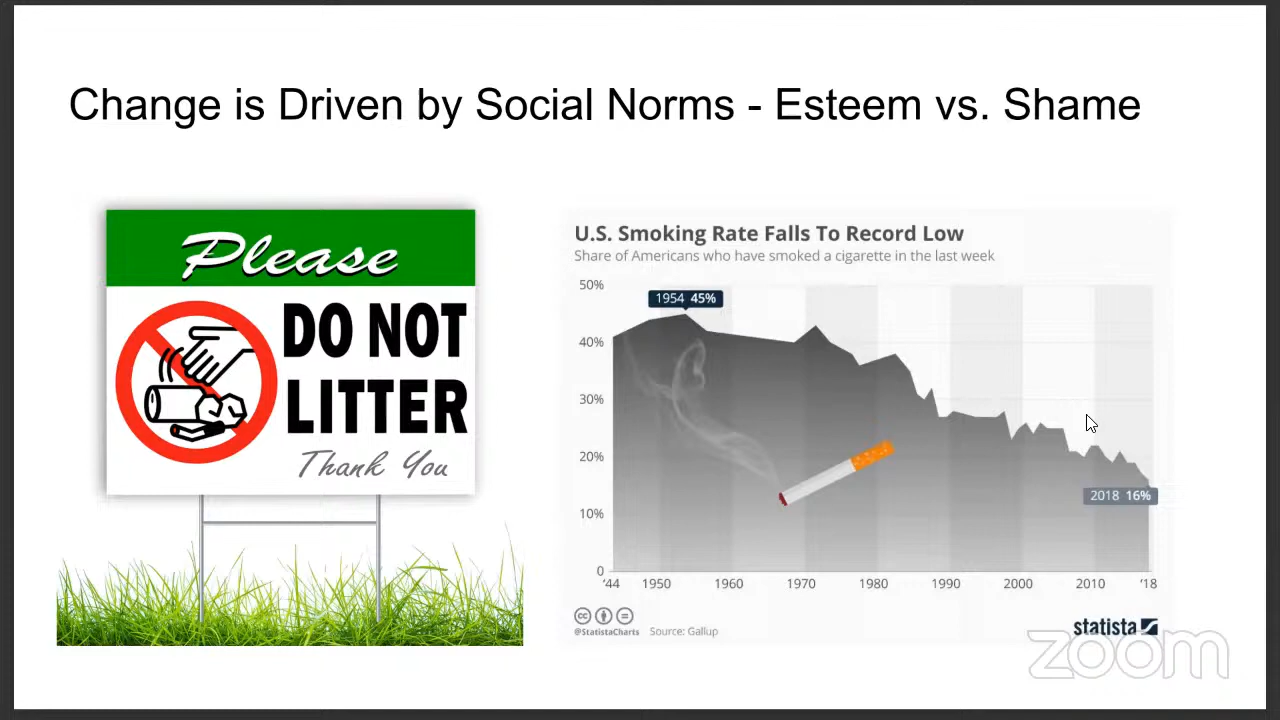 Change is Driven by Social Norms - Esteem vs. Shame
Please
DO NOT
LITTER
Thank You
U.S. Smoking Rate Falls To Record Low
Share of Americans who have smoked a cigarette in the last week
50%
1954 45%
40%
30%
20%
2018 16%
10%
0
'44 1950 1960 1970 1980 1990 2000 2010 '18
cc
@StatistaCharts Source: Gallup
statista
zoom